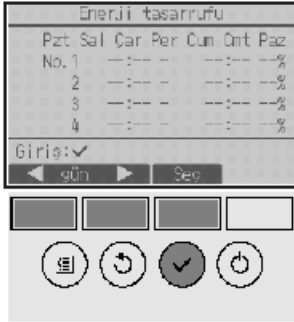 Enerji tasarrufu
Pzt Sal Çar Per Cum Cmt Paz
No. 1 --:-- - --:-- --%
2 --:-- - --:-- --%
3 --:-- - --:-- --%
4 --:-- - --:-- --%
Giriş:✓
◀ gün ▶ Seç